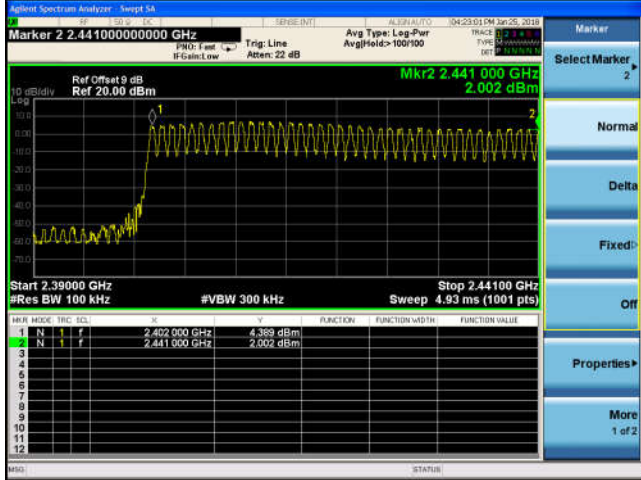 Agilent Spectrum Analyzer - Swept SA
RF 50 Ω DC SENSE:INT ALIGN AUTO 04:23:01 PM Jan 25, 2018
Marker 2 2.441000000000 GHz
PNO: Fast
IFGain:Low
Trig: Line
Atten: 22 dB
Avg Type: Log-Pwr
Avg|Hold:>100/100
TRACE 1 2 3 4 5 6
TYPE M
DET P N N N N N
Marker
Select Marker
2
Normal
Delta
Fixed
Off
Properties
More
1 of 2
Ref Offset 9 dB
10 dB/div Ref 20.00 dBm
Log
Mkr2 2.441 000 GHz
2.002 dBm
10.0
0.00
-10.0
-20.0
-30.0
-40.0
-50.0
-60.0
-70.0
1
2
Start 2.39000 GHz Stop 2.44100 GHz
#Res BW 100 kHz #VBW 300 kHz Sweep 4.93 ms (1001 pts)
MKR MODE TRC SCL X Y FUNCTION FUNCTION WIDTH FUNCTION VALUE
1 N 1 f 2.402 000 GHz 4.389 dBm
2 N 1 f 2.441 000 GHz 2.002 dBm
3
4
5
6
7
8
9
10
11
12
MSG STATUS